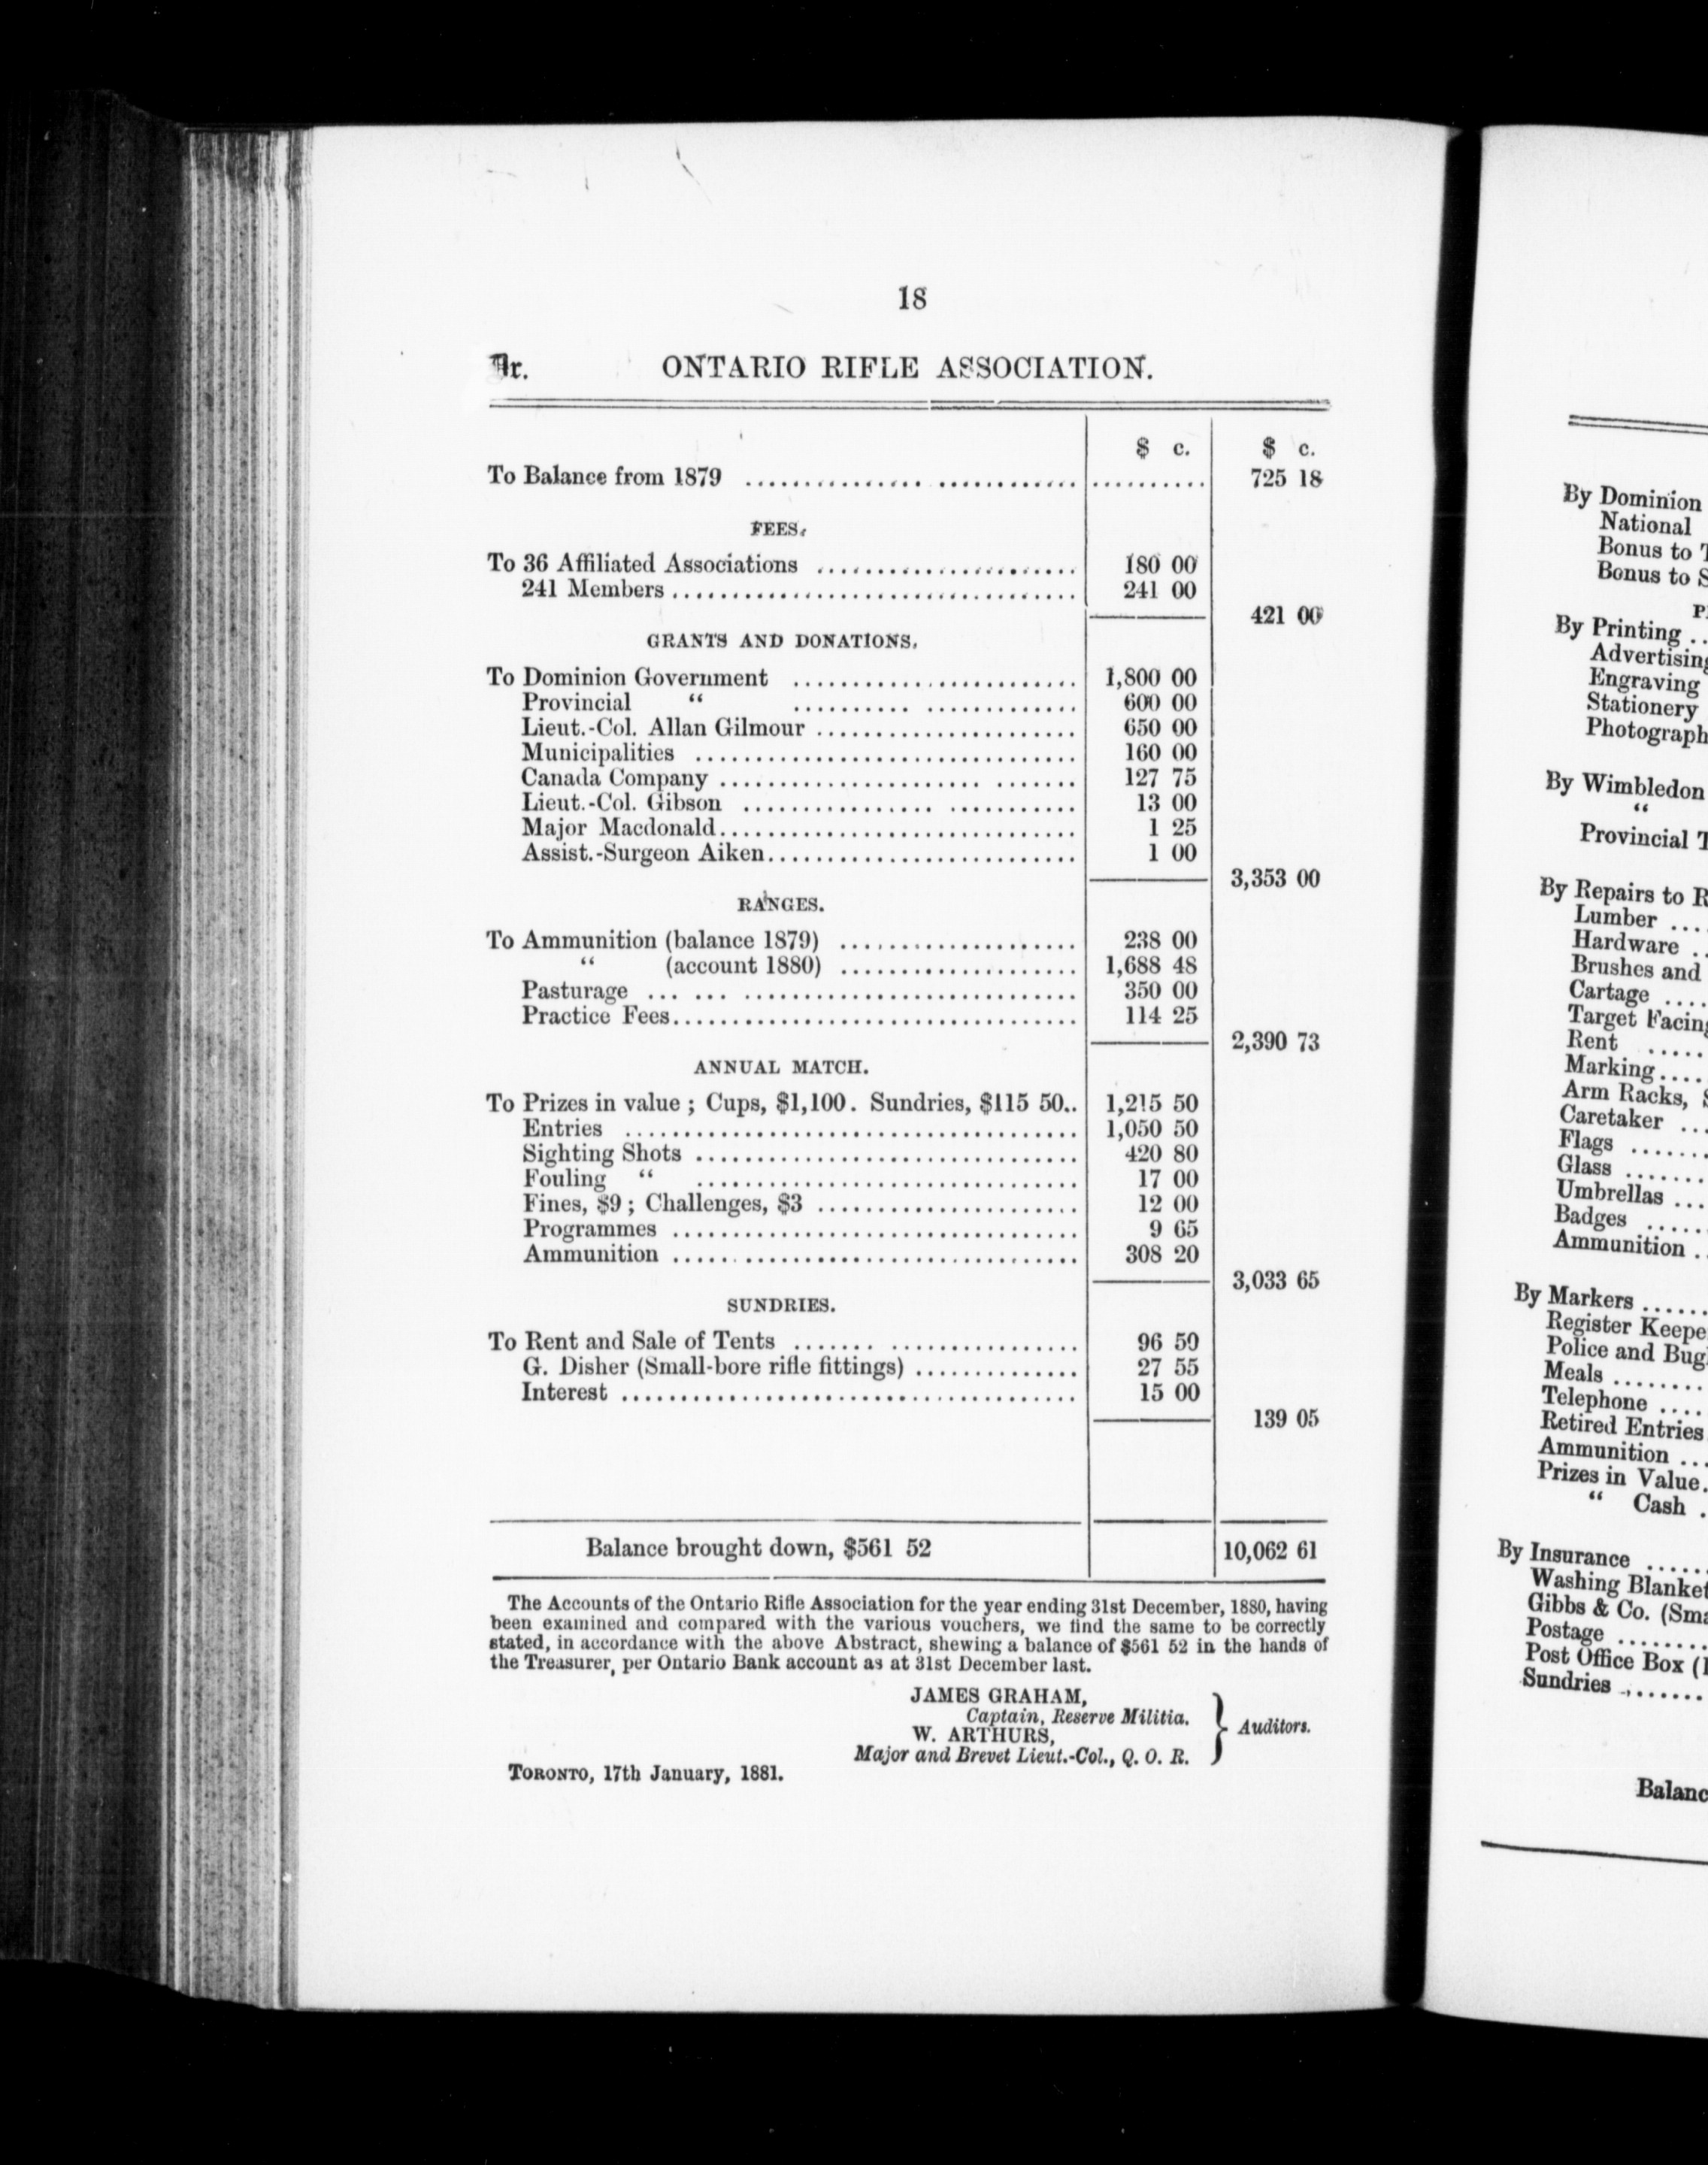 18
Dr. ONTARIO RIFLE ASSOCIATION.
$ c. $ c.
To Balance from 1879 .......... 725 18
FEES.
To 36 Affiliated Associations .......... 180 00
241 Members .......... 241 00
421 00
GRANTS AND DONATIONS.
To Dominion Government .......... 1,800 00
Provincial " .......... 600 00
Lieut.-Col. Allan Gilmour .......... 650 00
Municipalities .......... 160 00
Canada Company .......... 127 75
Lieut.-Col. Gibson .......... 13 00
Major Macdonald .......... 1 25
Assist.-Surgeon Aiken .......... 1 00
3,353 00
RANGES.
To Ammunition (balance 1879) .......... 238 00
" (account 1880) .......... 1,688 48
Pasturage .......... 350 00
Practice Fees .......... 114 25
2,390 73
ANNUAL MATCH.
To Prizes in value ; Cups, $1,100. Sundries, $115 50.. 1,215 50
Entries .......... 1,050 50
Sighting Shots .......... 420 80
Fouling " .......... 17 00
Fines, $9 ; Challenges, $3 .......... 12 00
Programmes .......... 9 65
Ammunition .......... 308 20
3,033 65
SUNDRIES.
To Rent and Sale of Tents .......... 96 50
G. Disher (Small-bore rifle fittings) .......... 27 55
Interest .......... 15 00
139 05
Balance brought down, $561 52 10,062 61
The Accounts of the Ontario Rifle Association for the year ending 31st December, 1880, having
been examined and compared with the various vouchers, we find the same to be correctly
stated, in accordance with the above Abstract, shewing a balance of $561 52 in the hands of
the Treasurer, per Ontario Bank account as at 31st December last.
JAMES GRAHAM,
Captain, Reserve Militia.
W. ARTHURS,
Major and Brevet Lieut.-Col., Q. O. R.
} Auditors.
TORONTO, 17th January, 1881.
By Dominion
National
Bonus to
Bonus to
By Printing ..
Advertising
Engraving
Stationery
Photograph
By Wimbledon
"
Provincial
By Repairs to
Lumber ....
Hardware ..
Brushes and
Cartage ....
Target Facing
Rent .....
Marking....
Arm Racks,
Caretaker ...
Flags .......
Glass .......
Umbrellas ...
Badges .....
Ammunition .
By Markers ......
Register Keepe
Police and Bug
Meals ........
Telephone ....
Retired Entries
Ammunition ...
Prizes in Value.
" Cash .
By Insurance ......
Washing Blanket
Gibbs & Co. (Sma
Postage ........
Post Office Box (
Sundries ........
Balanc